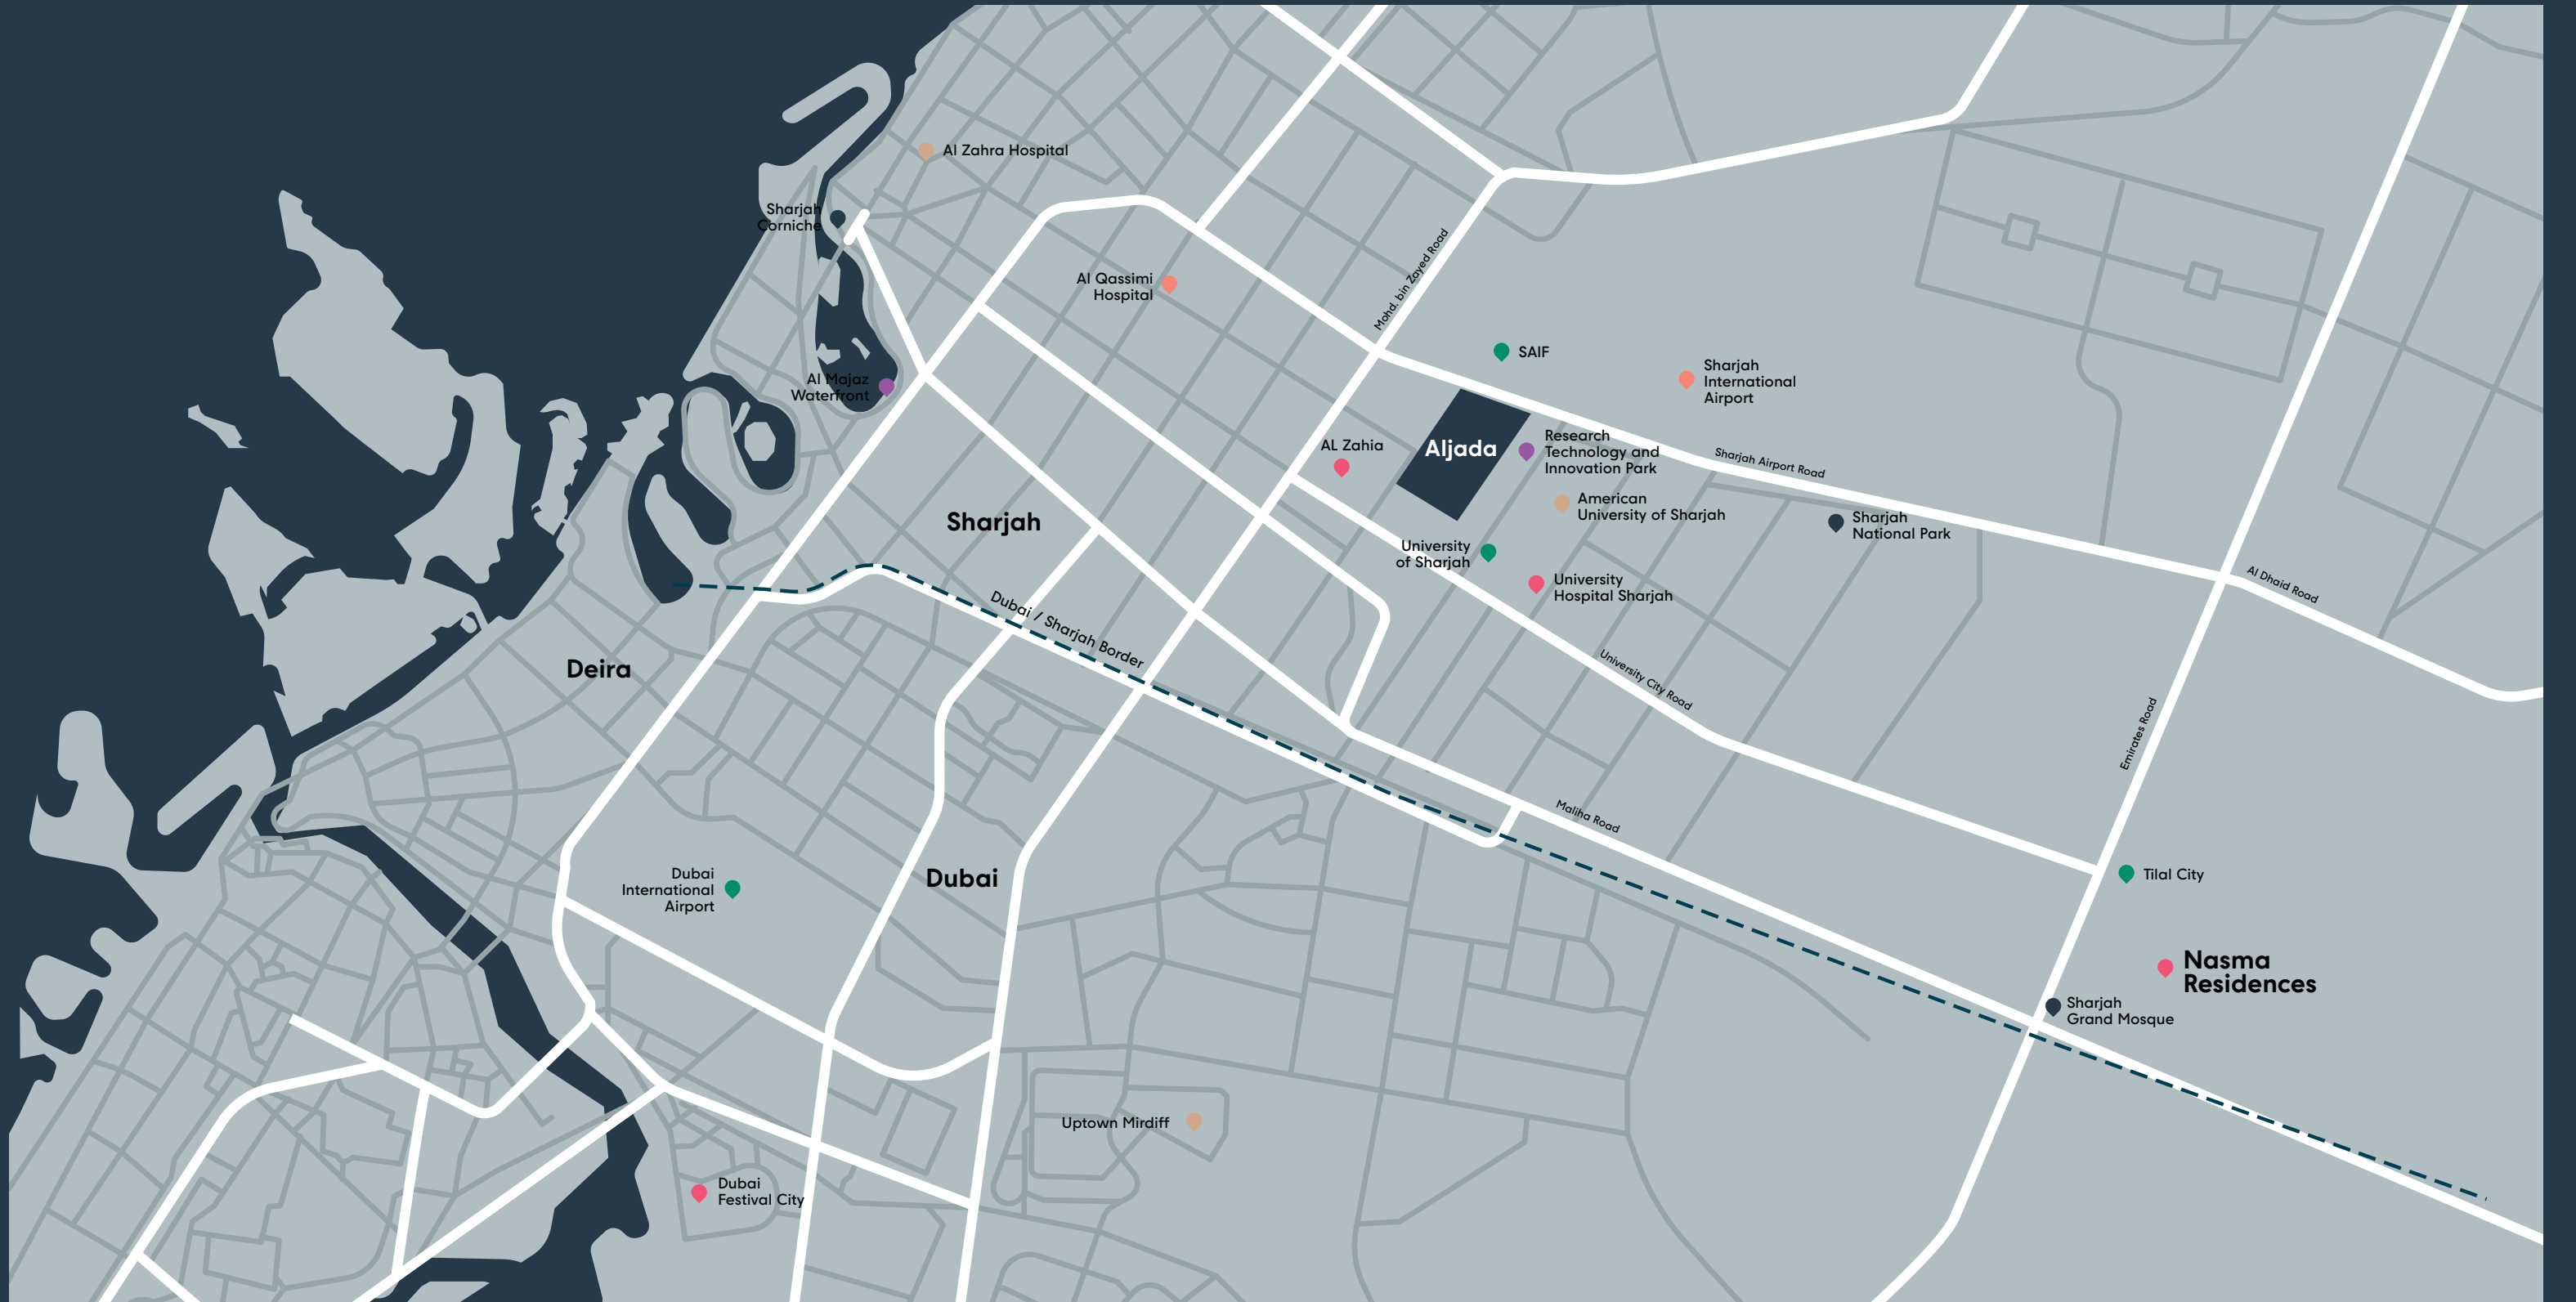 Al Zahra Hospital
Sharjah
Corniche
Al Qassimi
Hospital
Mohd. bin Zayed Road
SAIF
Sharjah
International
Airport
Al Majaz
Waterfront
AL Zahia
Aljada
Research
Technology and
Innovation Park
Sharjah Airport Road
American
University of Sharjah
Sharjah
National Park
Sharjah
University
of Sharjah
University
Hospital Sharjah
Al Dhaid Road
Dubai / Sharjah Border
Deira
University City Road
Emirates Road
Maliha Road
Dubai
International
Airport
Dubai
Tilal City
Nasma
Residences
Sharjah
Grand Mosque
Uptown Mirdiff
Dubai
Festival City